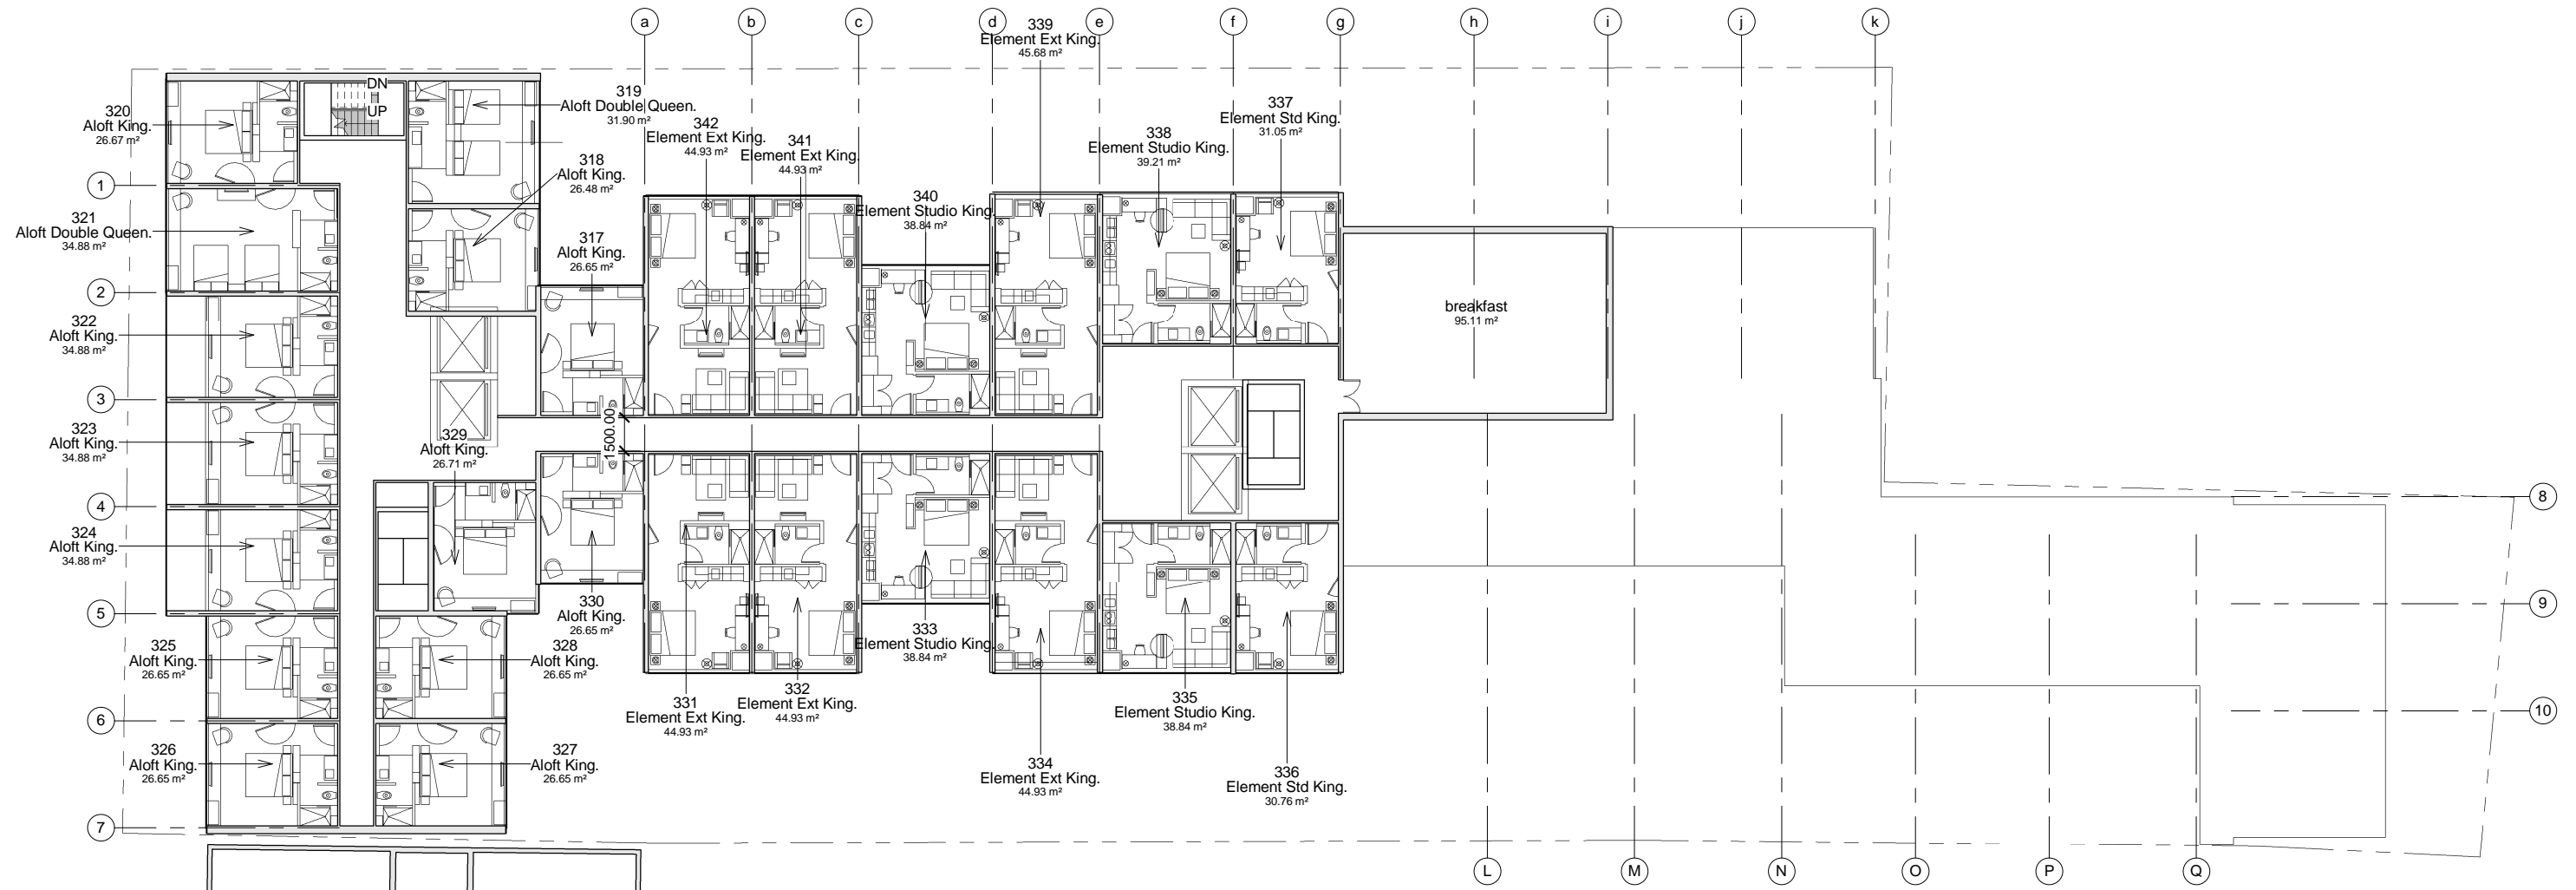 a
b
c
d
e
f
g
h
i
j
k
339
Element Ext King.
45.68 m²
DN
UP
320
Aloft King.
26.67 m²
319
Aloft Double Queen.
31.90 m²
342
Element Ext King.
44.93 m²
341
Element Ext King.
44.93 m²
338
Element Studio King.
39.21 m²
337
Element Std King.
31.05 m²
318
Aloft King.
26.48 m²
1
340
Element Studio King.
38.84 m²
321
Aloft Double Queen.
34.88 m²
317
Aloft King.
26.65 m²
2
breakfast
95.11 m²
322
Aloft King.
34.88 m²
3
1500.00
323
Aloft King.
34.88 m²
329
Aloft King.
26.71 m²
4
8
324
Aloft King.
34.88 m²
5
9
330
Aloft King.
26.65 m²
333
Element Studio King.
38.84 m²
325
Aloft King.
26.65 m²
328
Aloft King.
26.65 m²
331
Element Ext King.
44.93 m²
332
Element Ext King.
44.93 m²
335
Element Studio King.
38.84 m²
6
10
326
Aloft King.
26.65 m²
327
Aloft King.
26.65 m²
334
Element Ext King.
44.93 m²
336
Element Std King.
30.76 m²
7
L
M
N
O
P
Q